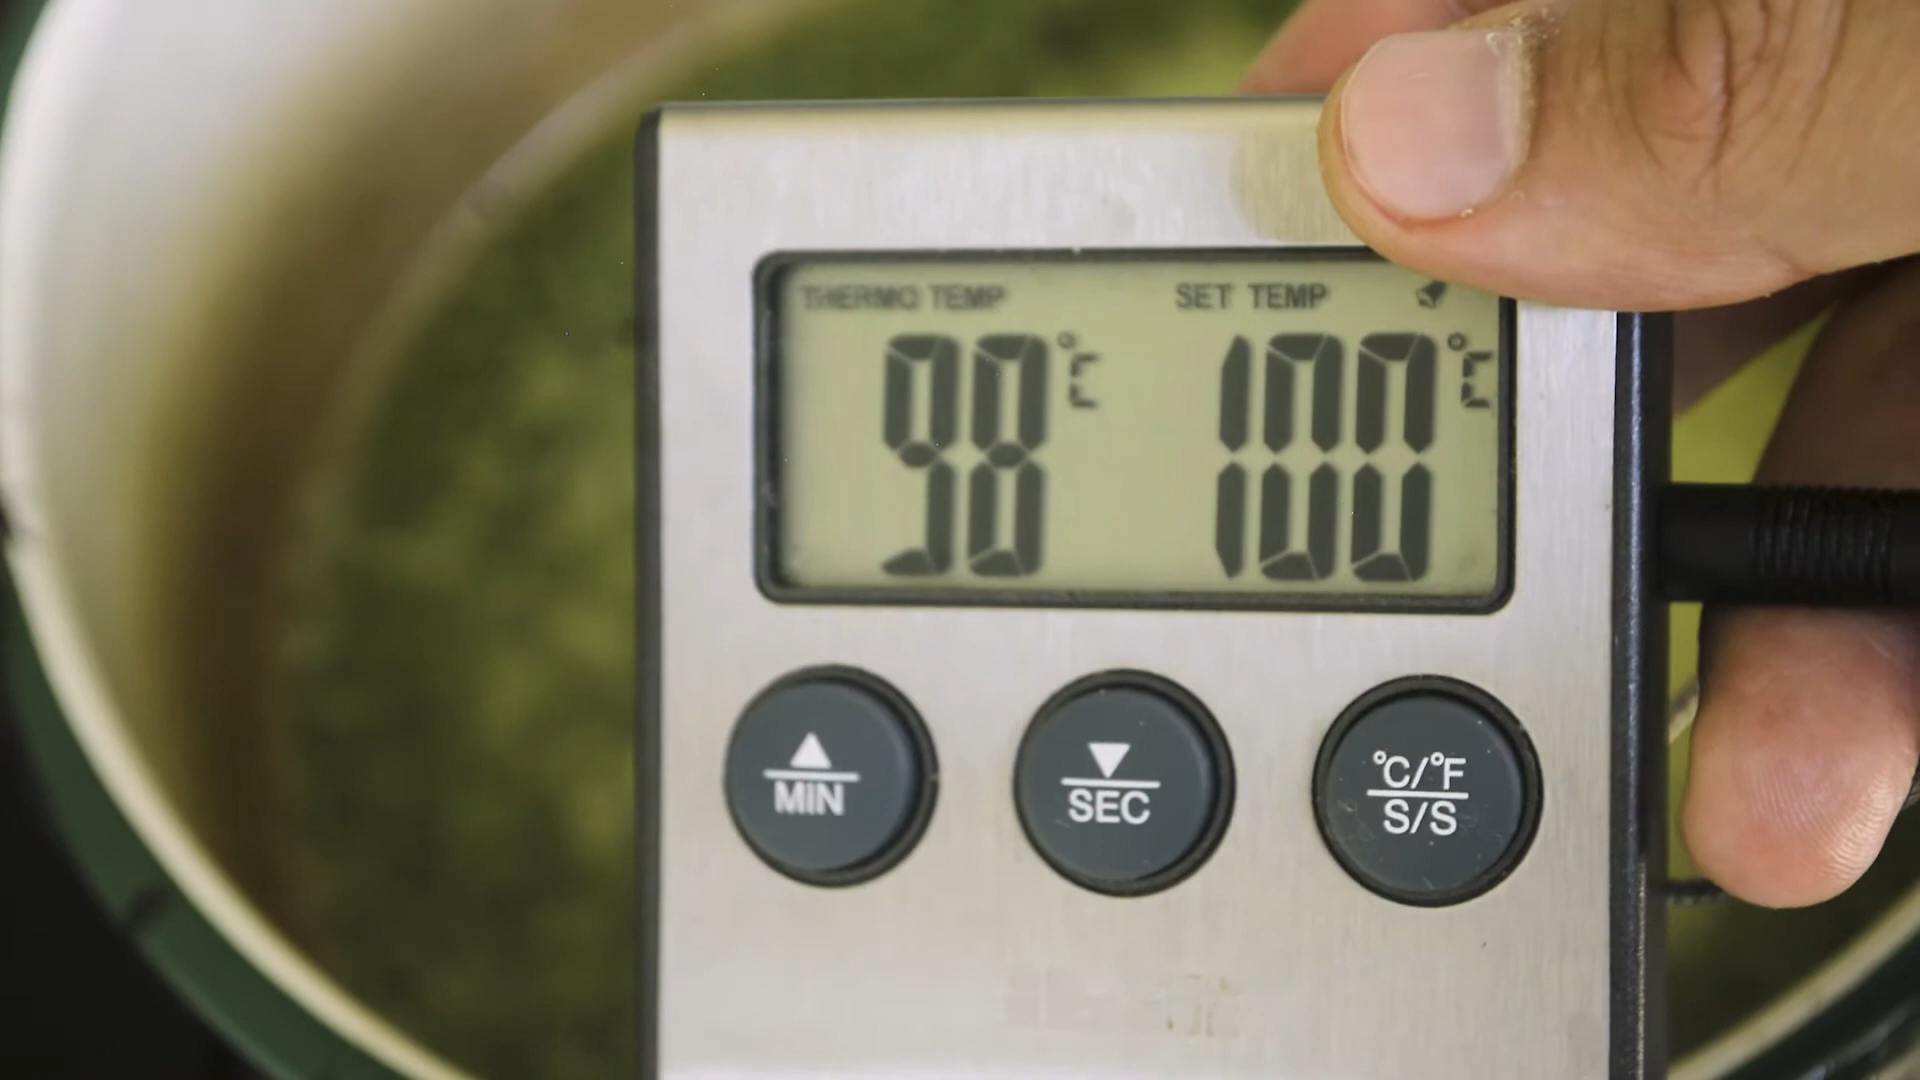 THERMO TEMP SET TEMP
98°C 100°C
▲ ▼ °C/°F
MIN SEC S/S